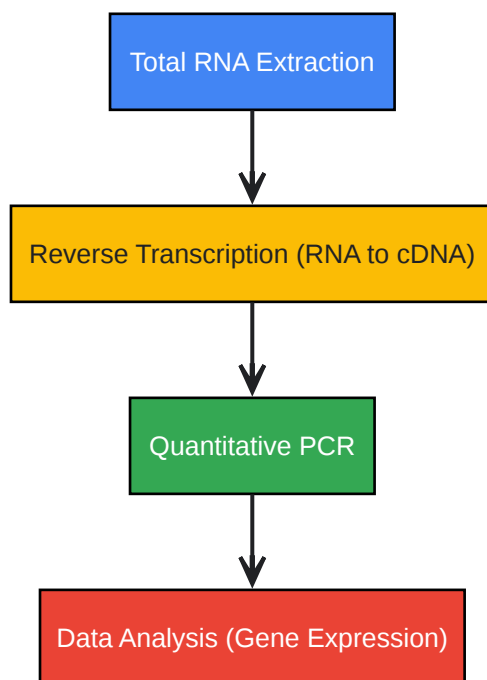 Total RNA Extraction
Reverse Transcription (RNA to cDNA)
Quantitative PCR
Data Analysis (Gene Expression)